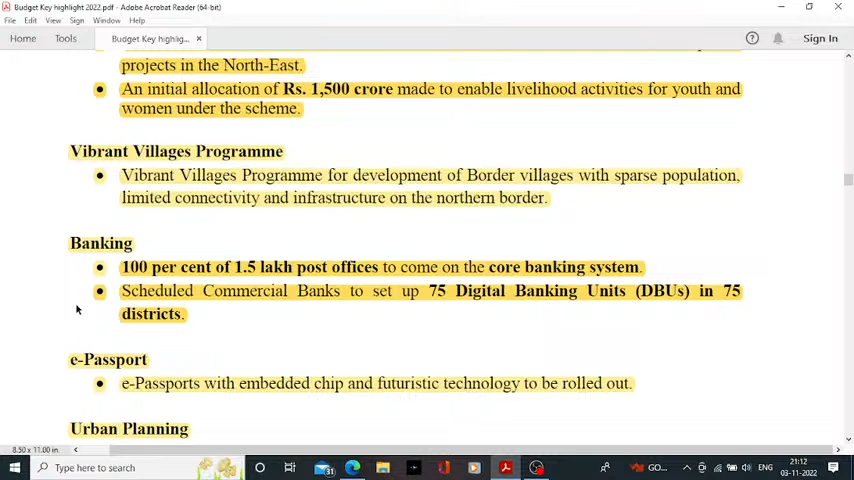 Budget Key highlight 2022.pdf - Adobe Acrobat Reader (64-bit)
File Edit View Sign Window Help
Home Tools Budget Key highlig... × Sign In
projects in the North-East.
• An initial allocation of Rs. 1,500 crore made to enable livelihood activities for youth and
women under the scheme.
Vibrant Villages Programme
• Vibrant Villages Programme for development of Border villages with sparse population,
limited connectivity and infrastructure on the northern border.
Banking
• 100 per cent of 1.5 lakh post offices to come on the core banking system.
• Scheduled Commercial Banks to set up 75 Digital Banking Units (DBUs) in 75
districts.
e-Passport
• e-Passports with embedded chip and futuristic technology to be rolled out.
Urban Planning
8.50 x 11.00 in
Type here to search 31 GO... ENG 21:12
03-11-2022